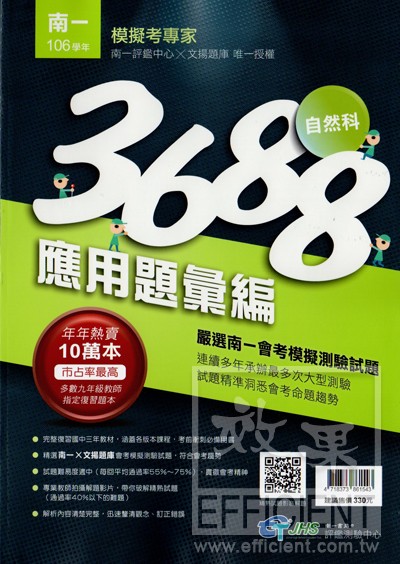 南一
106學年
模擬考專家
南一評鑑中心×文揚題庫 唯一授權
自然科
3688
應用題彙編
年年熱賣
10萬本
市占率最高
多數九年級教師
指定復習題本
嚴選南一會考模擬測驗試題
連續多年承辦最多次大型測驗
試題精準洞悉會考命題趨勢
完整復習國中三年教材，涵蓋各版本課程，考前衝刺必備題本
精選南一×文揚題庫會考模擬測驗試題，符合會考趨勢
試題難易度適中（每回平均通過率55%~75%），貫徹會考精神
專業教師拍攝解題影片，帶你破解精熟試題
（通過率40%以下的難題）
解析內容清楚完整，迅速釐清觀念、訂正錯誤
4 718373 861543
建議售價 330元
JHS
評鑑測驗中心
效果
EFFICIENT
www.efficient.com.tw